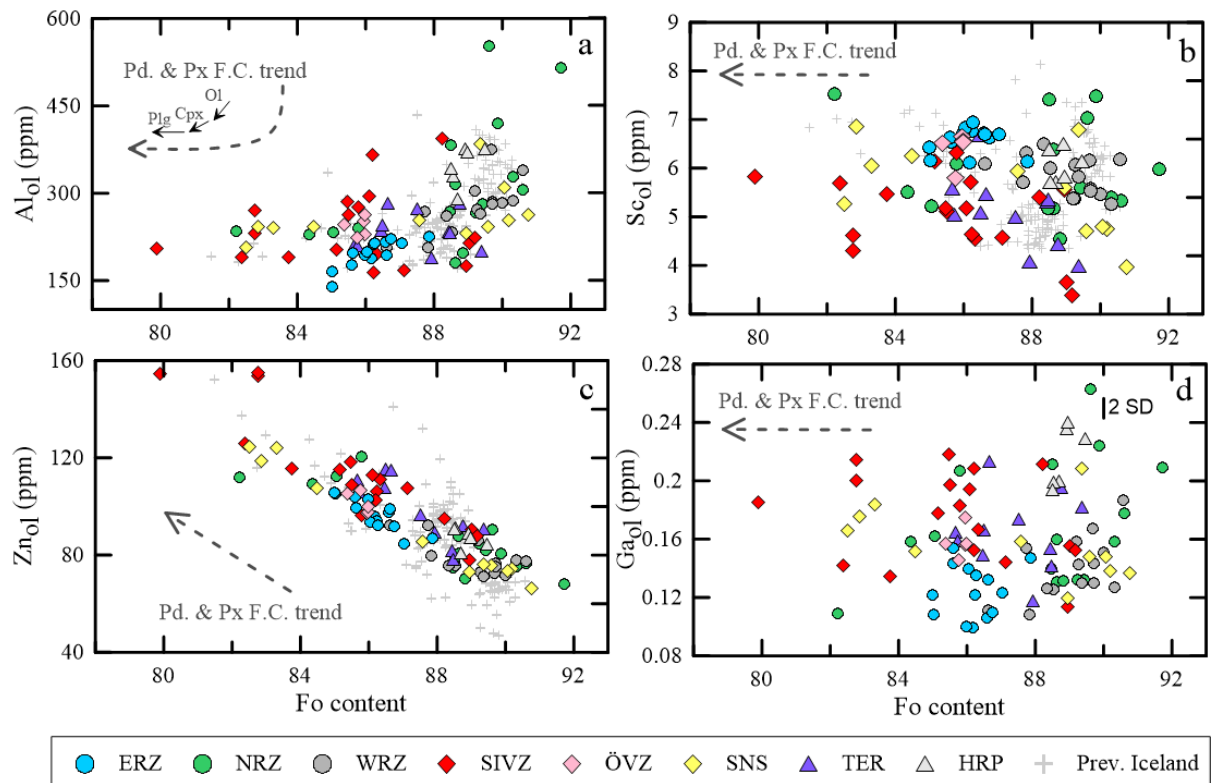 a
Pd. & Px F.C. trend
Ol
Cpx
Plg
Al_ol (ppm)
450
300
150
80
84
88
92
b
Pd. & Px F.C. trend
Sc_ol (ppm)
9
8
7
6
5
4
3
80
84
88
92
c
Pd. & Px F.C. trend
Zn_ol (ppm)
160
120
80
40
80
84
88
92
Fo content
d
Pd. & Px F.C. trend
2 SD
Ga_ol (ppm)
0.28
0.24
0.20
0.16
0.12
0.08
80
84
88
92
Fo content
ERZ NRZ WRZ SIVZ ÖVZ SNS TER HRP Prev. Iceland